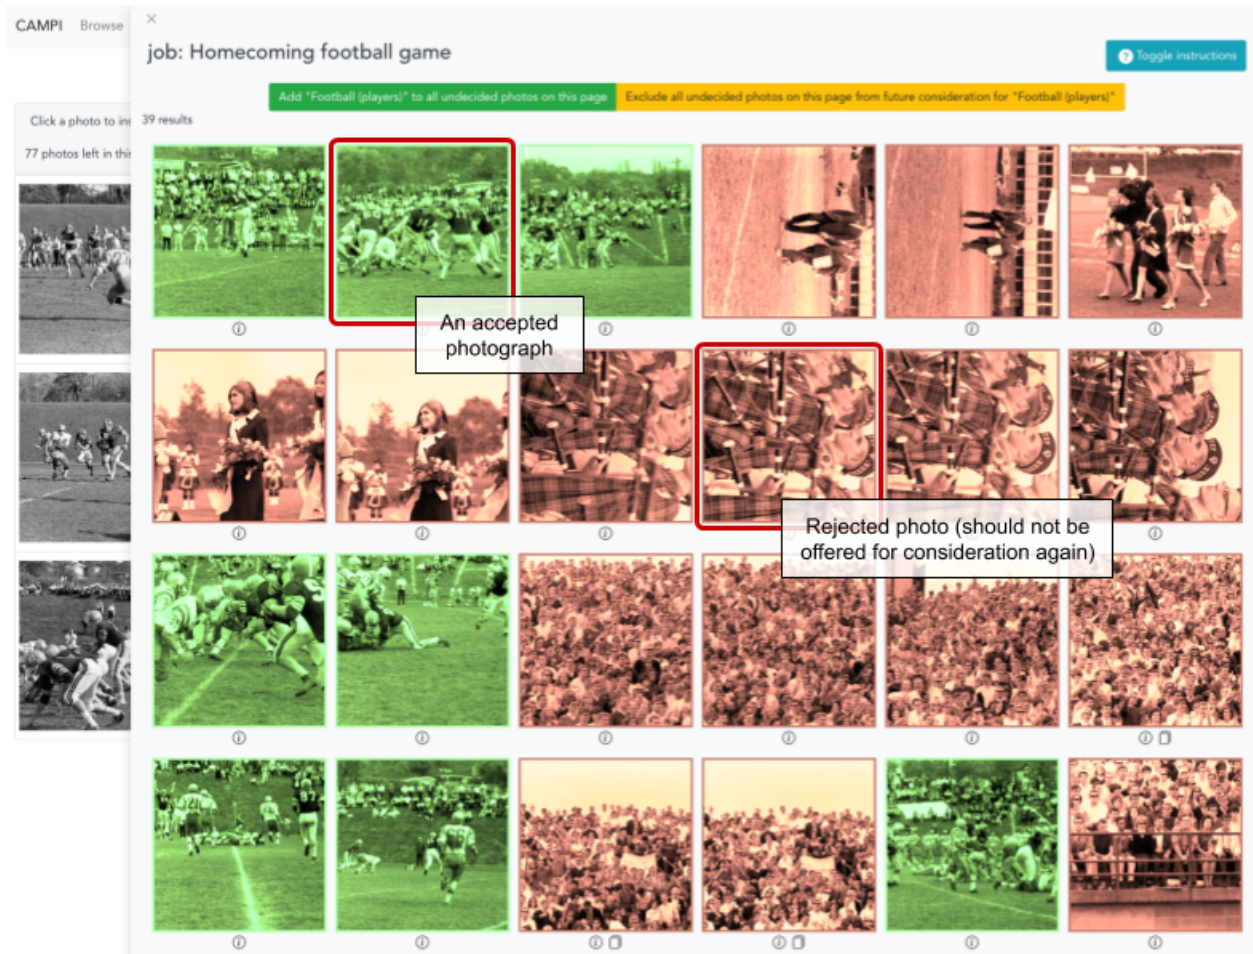 CAMPI Browse
×
job: Homecoming football game
? Toggle instructions
Add "Football (players)" to all undecided photos on this page
Exclude all undecided photos on this page from future consideration for "Football (players)"
Click a photo to
39 results
77 photos left in this
An accepted
photograph
Rejected photo (should not be
offered for consideration again)